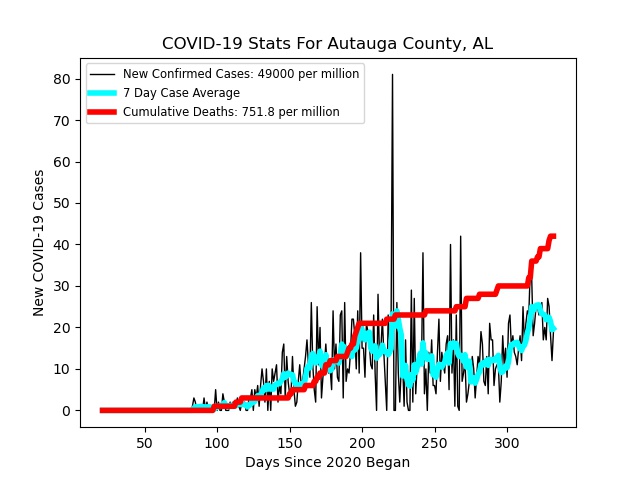 COVID-19 Stats For Autauga County, AL
New Confirmed Cases: 49000 per million
7 Day Case Average
Cumulative Deaths: 751.8 per million
New COVID-19 Cases
80
70
60
50
40
30
20
10
0
50 100 150 200 250 300
Days Since 2020 Began